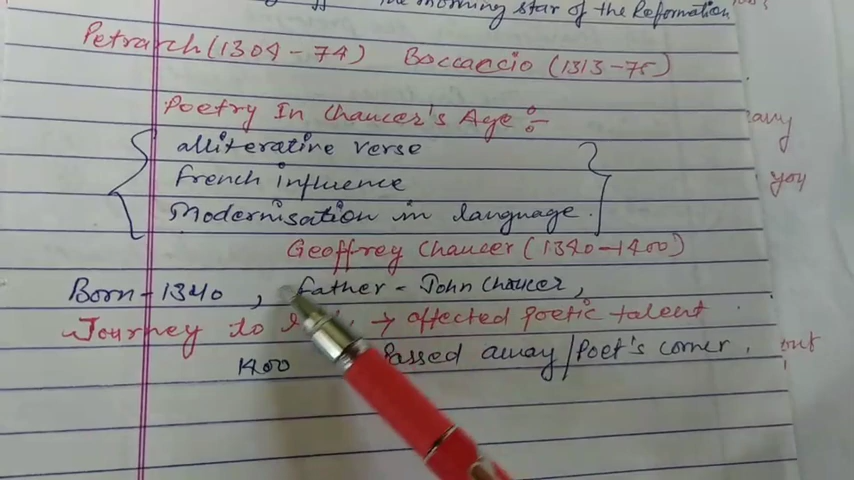 The morning star of the Reformation
Petrarch (1304-74) Boccaccio (1313-75)
Poetry In Chaucer's Age :-
alliterative verse
French influence
Modernisation in language.
Geoffrey Chaucer (1340-1400)
Born - 1340, father - John Chaucer,
Journey to → affected poetic talent
1400 Passed away/Poet's corner.
you
out